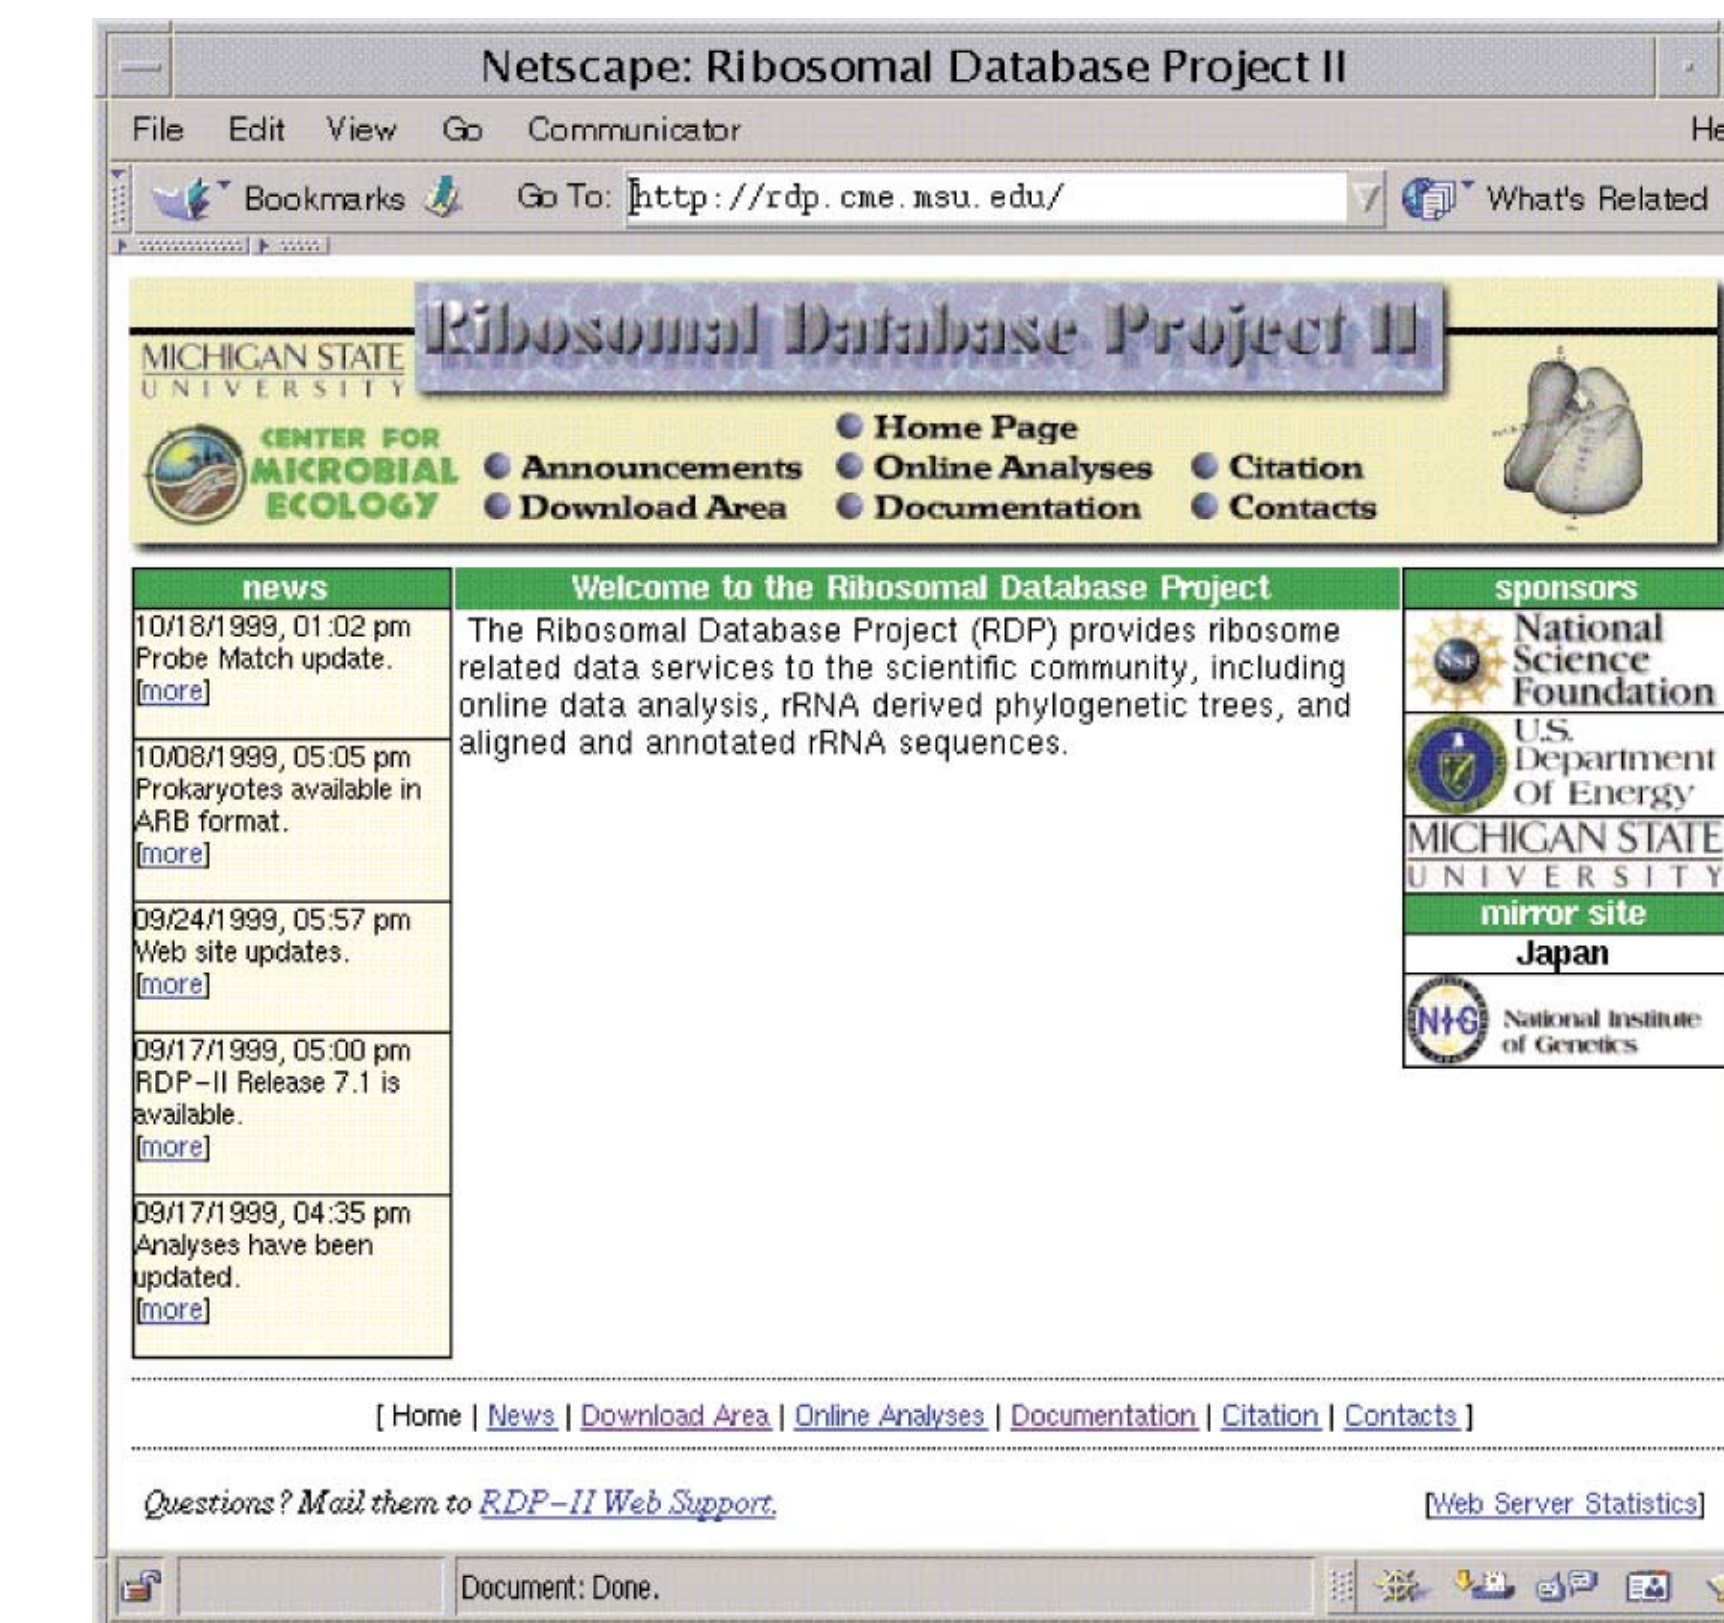 Netscape: Ribosomal Database Project II
File Edit View Go Communicator He
Bookmarks Go To: http://rdp.cme.msu.edu/ What's Related
Ribosomal Database Project II
MICHIGAN STATE
UNIVERSITY
CENTER FOR
MICROBIAL
ECOLOGY
Home Page
Announcements Online Analyses Citation
Download Area Documentation Contacts
news
10/18/1999, 01:02 pm
Probe Match update.
[more]
10/08/1999, 05:05 pm
Prokaryotes available in
ARB format.
[more]
09/24/1999, 05:57 pm
Web site updates.
[more]
09/17/1999, 05:00 pm
RDP-II Release 7.1 is
available.
[more]
09/17/1999, 04:35 pm
Analyses have been
updated.
[more]
Welcome to the Ribosomal Database Project
The Ribosomal Database Project (RDP) provides ribosome
related data services to the scientific community, including
online data analysis, rRNA derived phylogenetic trees, and
aligned and annotated rRNA sequences.
sponsors
NSF
National
Science
Foundation
U.S.
Department
Of Energy
MICHIGAN STATE
UNIVERSITY
mirror site
Japan
NIG
National Institute
of Genetics
[ Home | News | Download Area | Online Analyses | Documentation | Citation | Contacts ]
Questions? Mail them to RDP-II Web Support.
[Web Server Statistics]
Document: Done.